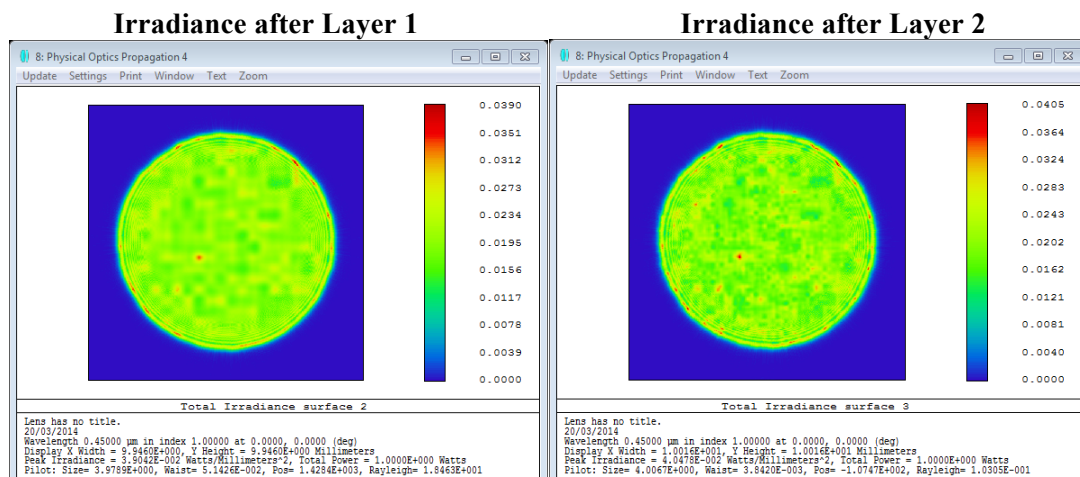 Irradiance after Layer 1
8: Physical Optics Propagation 4
Update Settings Print Window Text Zoom
0.0390
0.0351
0.0312
0.0273
0.0234
0.0195
0.0156
0.0117
0.0078
0.0039
0.0000
Total Irradiance surface 2
Lens has no title.
20/03/2014
Wavelength 0.45000 µm in index 1.00000 at 0.0000, 0.0000 (deg)
Display X Width = 9.9460E+000, Y Height = 9.9460E+000 Millimeters
Peak Irradiance = 3.9042E-002 Watts/Millimeters^2, Total Power = 1.0000E+000 Watts
Pilot: Size= 3.9789E+000, Waist= 5.1426E-002, Pos= 1.4284E+003, Rayleigh= 1.8463E+001
Irradiance after Layer 2
8: Physical Optics Propagation 4
Update Settings Print Window Text Zoom
0.0405
0.0364
0.0324
0.0283
0.0243
0.0202
0.0162
0.0121
0.0081
0.0040
0.0000
Total Irradiance surface 3
Lens has no title.
20/03/2014
Wavelength 0.45000 µm in index 1.00000 at 0.0000, 0.0000 (deg)
Display X Width = 1.0016E+001, Y Height = 1.0016E+001 Millimeters
Peak Irradiance = 4.0478E-002 Watts/Millimeters^2, Total Power = 1.0000E+000 Watts
Pilot: Size= 4.0067E+000, Waist= 3.8420E-003, Pos= -1.0747E+002, Rayleigh= 1.0305E-001